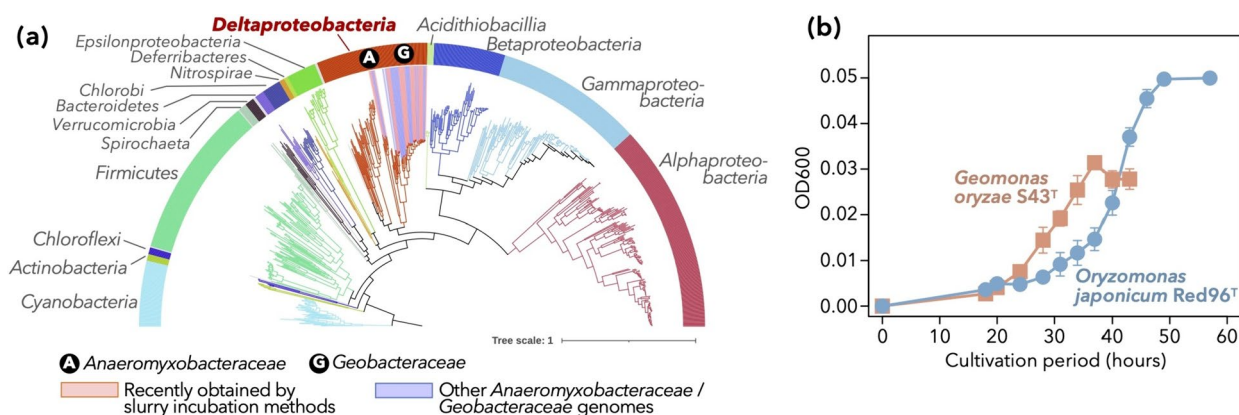 (a)
Deltaproteobacteria
Acidithiobacillia
Epsilonproteobacteria
Betaproteobacteria
Deferribacteres
Nitrospirae
Gammaproteo-
bacteria
Chlorobi
Bacteroidetes
Verrucomicrobia
Spirochaeta
Alphaproteo-
bacteria
Firmicutes
Chloroflexi
Actinobacteria
Cyanobacteria
A
G
Tree scale: 1
A Anaeromyxobacteraceae
G Geobacteraceae
Recently obtained by
slurry incubation methods
Other Anaeromyxobacteraceae /
Geobacteraceae genomes
(b)
OD600
0.05
0.04
0.03
0.02
0.01
0.00
Geomonas
oryzae S43ᵀ
Oryzomonas
japonicum Red96ᵀ
0 10 20 30 40 50 60
Cultivation period (hours)